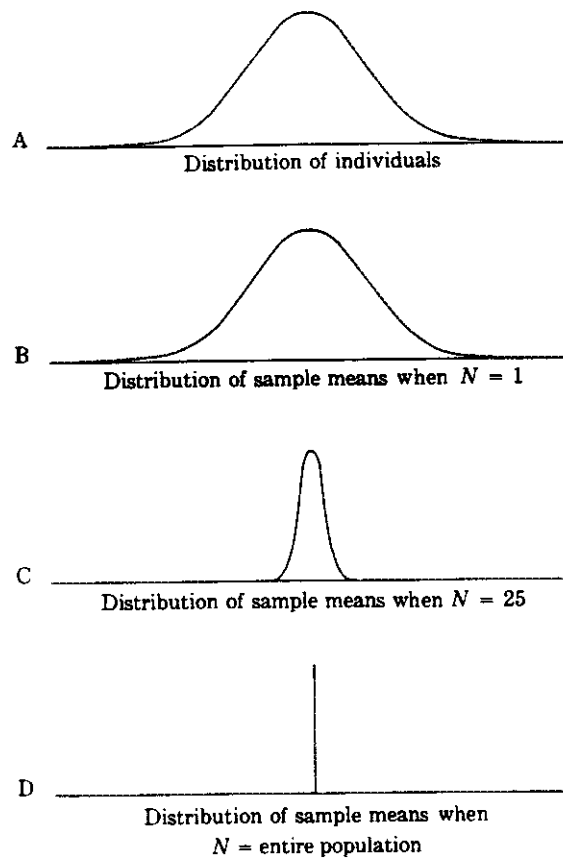 A
Distribution of individuals
B
Distribution of sample means when N = 1
C
Distribution of sample means when N = 25
D
Distribution of sample means when
N = entire population